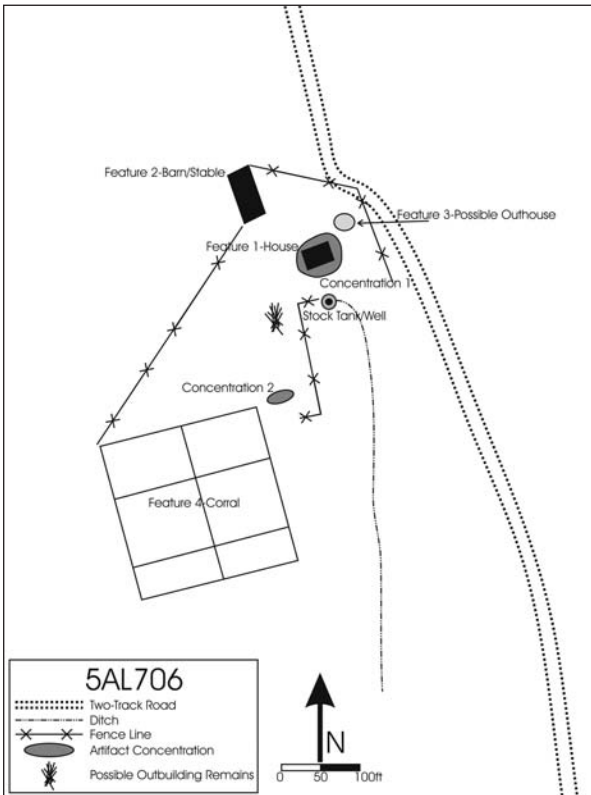 Feature 2-Barn/Stable
Feature 3-Possible Outhouse
Feature 1-House
Concentration 1
Stock Tank/Well
Concentration 2
Feature 4-Corral
5AL706
Two-Track Road
Ditch
Fence Line
Artifact Concentration
Possible Outbuilding Remains
N
0 50 100ft